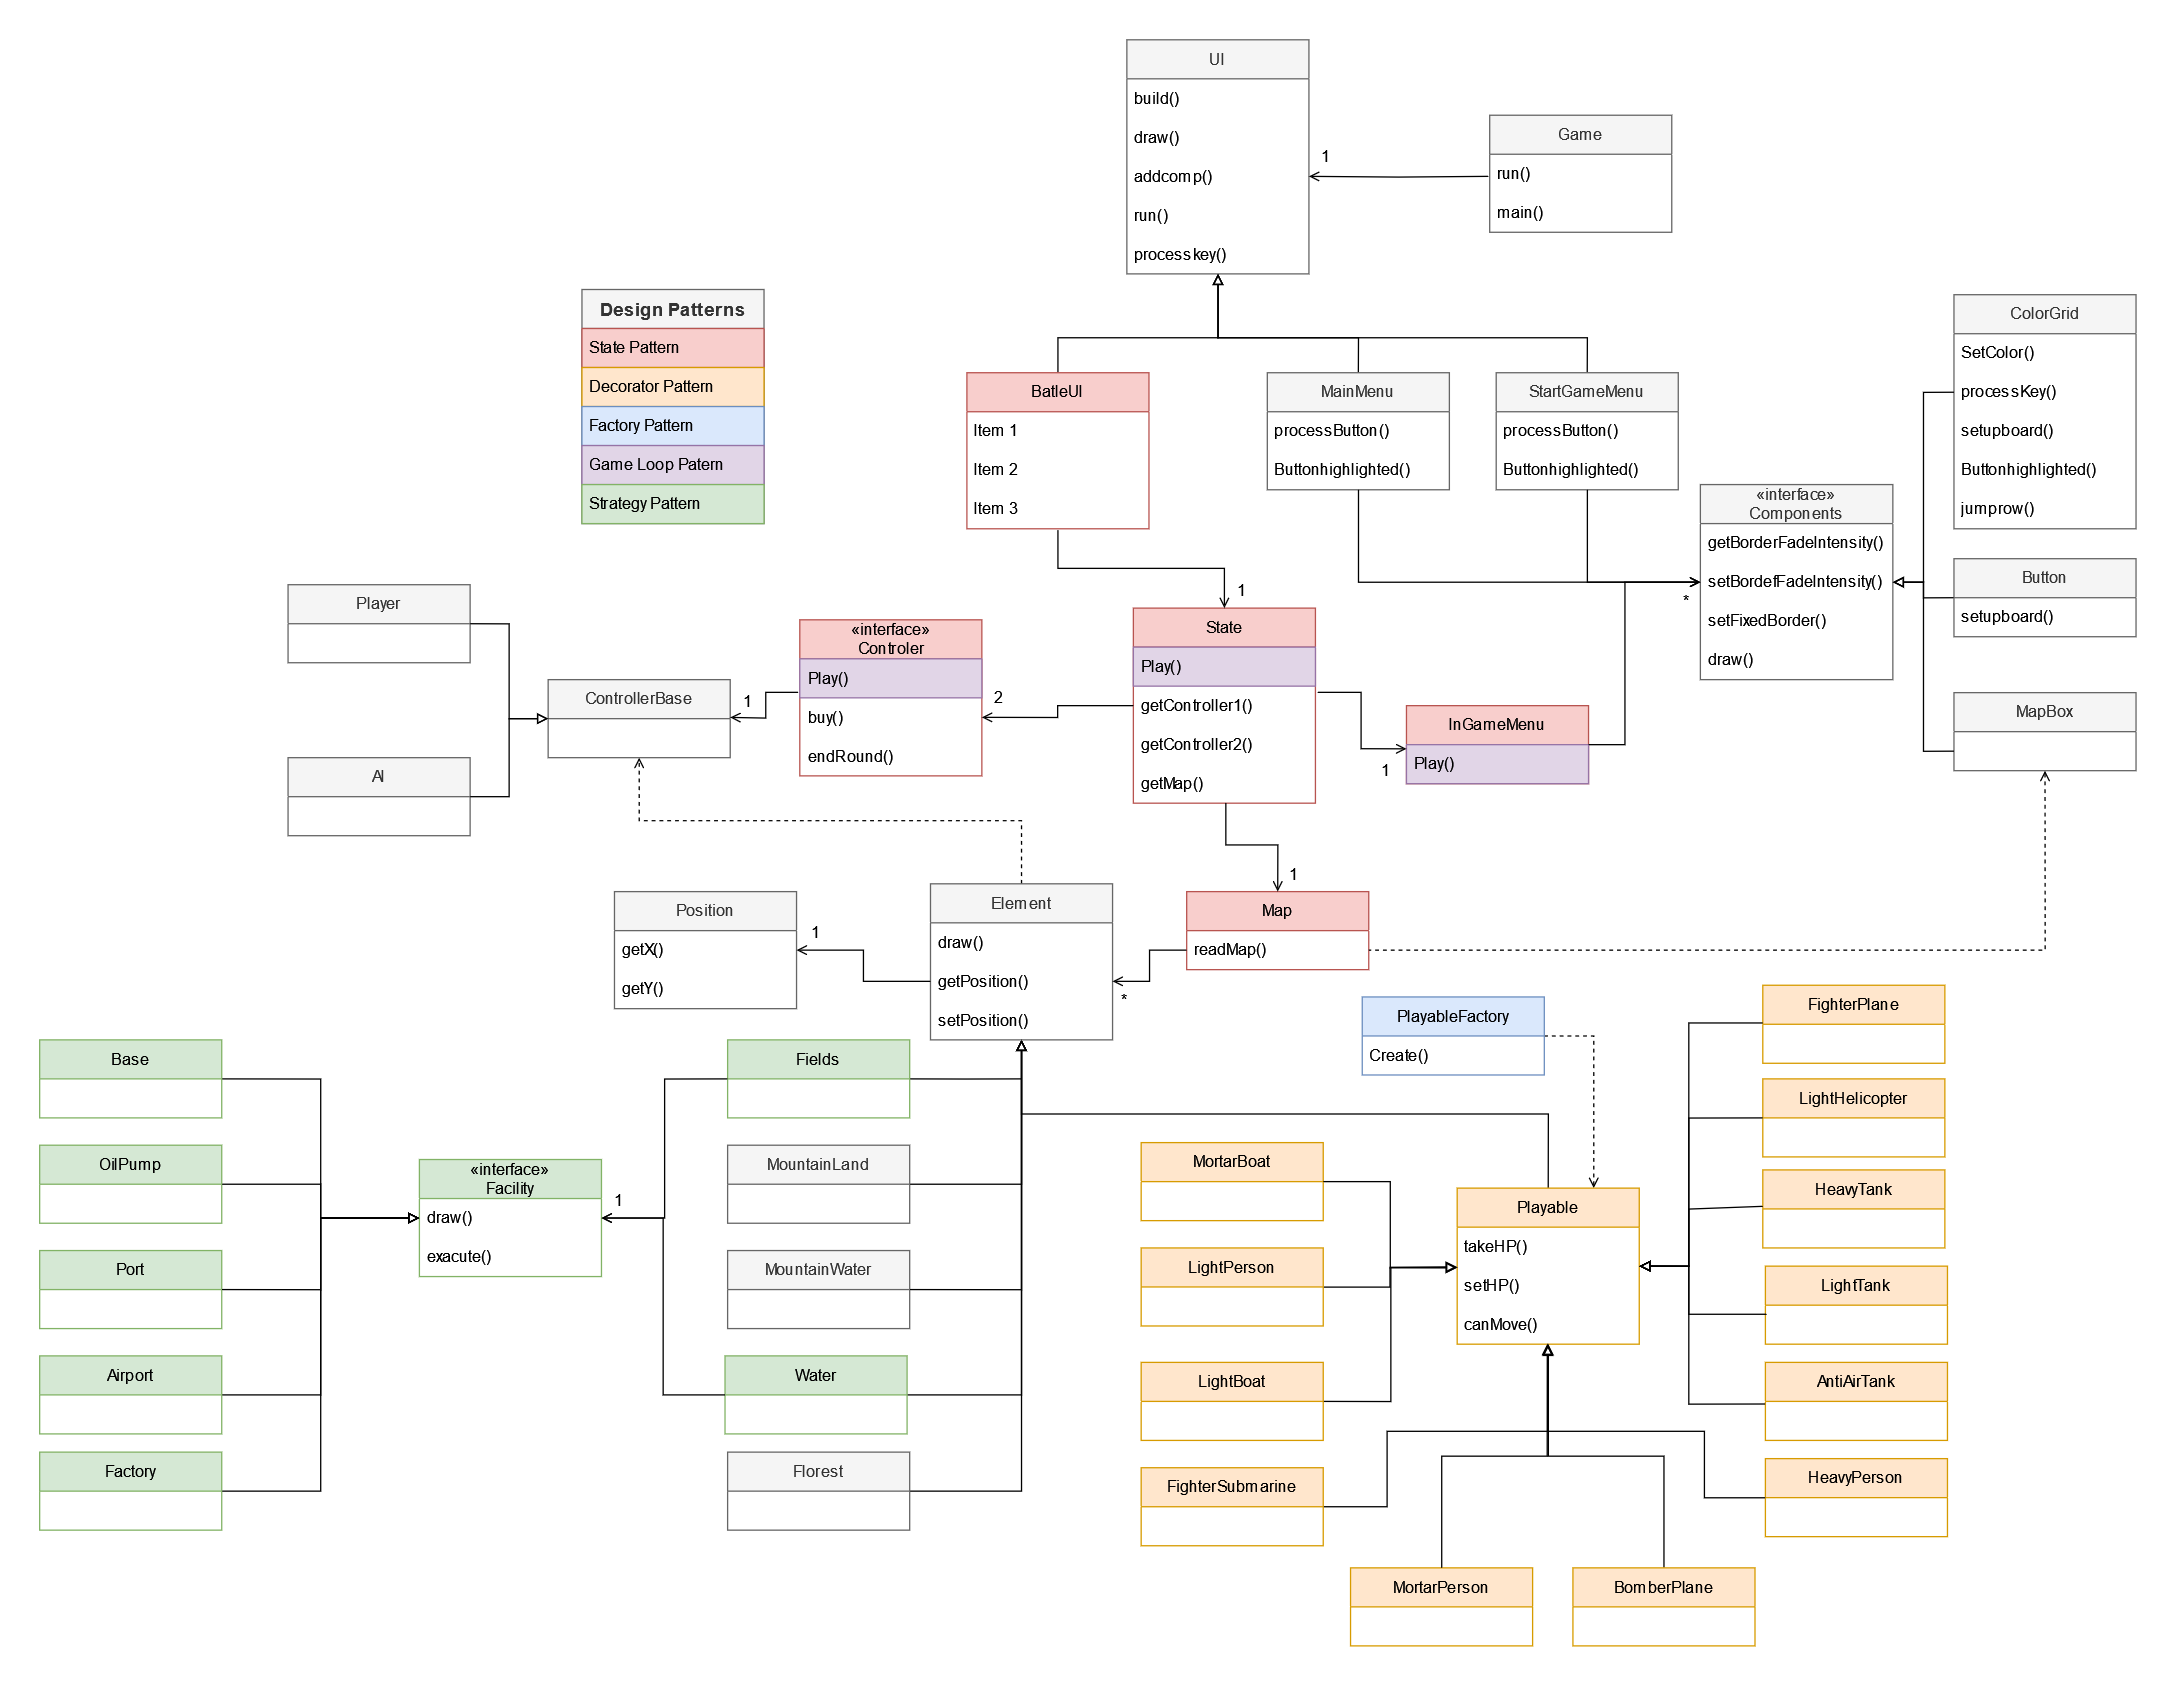 UI
build()
draw()
addcomp()
run()
processkey()
1
Game
run()
main()
Design Patterns
State Pattern
Decorator Pattern
Factory Pattern
Game Loop Patern
Strategy Pattern
BatleUI
Item 1
Item 2
Item 3
MainMenu
processButton()
Buttonhighlighted()
StartGameMenu
processButton()
Buttonhighlighted()
ColorGrid
SetColor()
processKey()
setupboard()
Buttonhighlighted()
jumprow()
«interface»
Components
getBorderFadeIntensity()
setBordefFadeIntensity()
setFixedBorder()
draw()
*
Button
setupboard()
MapBox
Player
AI
ControllerBase
1
«interface»
Controler
Play()
buy()
endRound()
2
1
State
Play()
getController1()
getController2()
getMap()
1
InGameMenu
Play()
1
Position
getX()
getY()
1
Element
draw()
getPosition()
setPosition()
*
Map
readMap()
PlayableFactory
Create()
Base
OilPump
Port
Airport
Factory
«interface»
Facility
draw()
exacute()
1
Fields
MountainLand
MountainWater
Water
Florest
MortarBoat
LightPerson
LightBoat
FighterSubmarine
Playable
takeHP()
setHP()
canMove()
FighterPlane
LightHelicopter
HeavyTank
LightTank
AntiAirTank
HeavyPerson
MortarPerson
BomberPlane